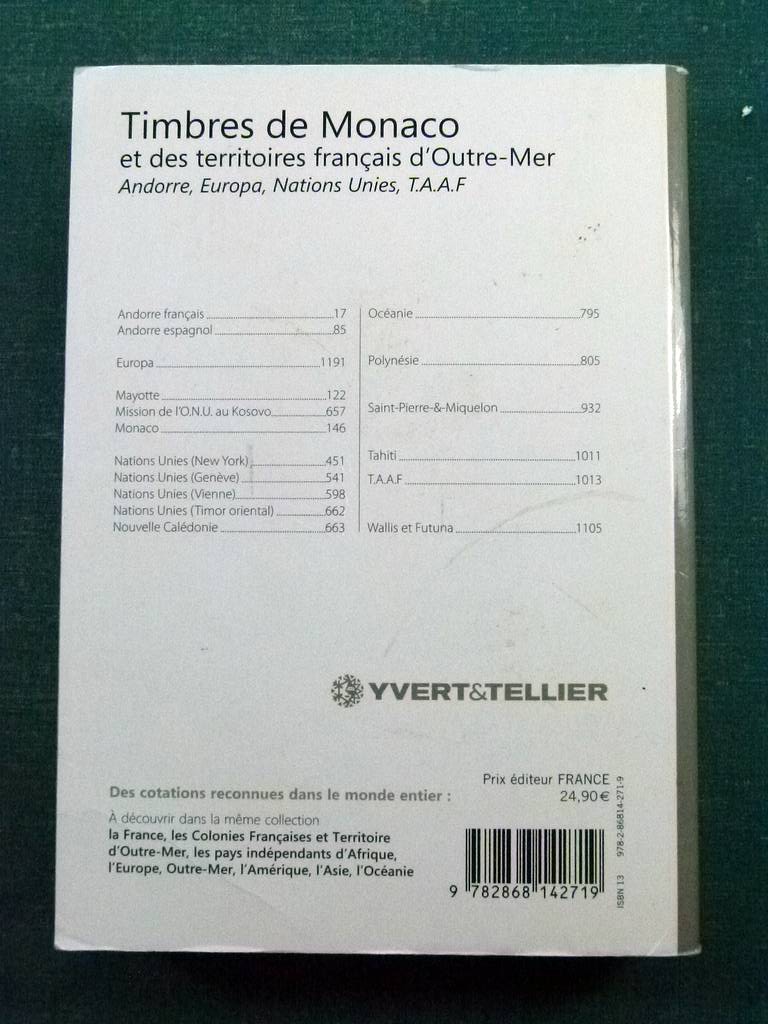 Timbres de Monaco
et des territoires français d'Outre-Mer
Andorre, Europa, Nations Unies, T.A.A.F
Andorre français 17
Andorre espagnol 85
Europa 1191
Mayotte 122
Mission de l'O.N.U. au Kosovo 657
Monaco 146
Nations Unies (New York) 451
Nations Unies (Genève) 541
Nations Unies (Vienne) 598
Nations Unies (Timor oriental) 662
Nouvelle Calédonie 663
Océanie 795
Polynésie 805
Saint-Pierre-&-Miquelon 932
Tahiti 1011
T.A.A.F 1013
Wallis et Futuna 1105
YVERT&TELLIER
Des cotations reconnues dans le monde entier :
À découvrir dans la même collection
la France, les Colonies Françaises et Territoire
d'Outre-Mer, les pays indépendants d'Afrique,
l'Europe, Outre-Mer, l'Amérique, l'Asie, l'Océanie
Prix éditeur FRANCE
24,90€
9 782868 142719
ISBN 13 978-2-86814-271-9